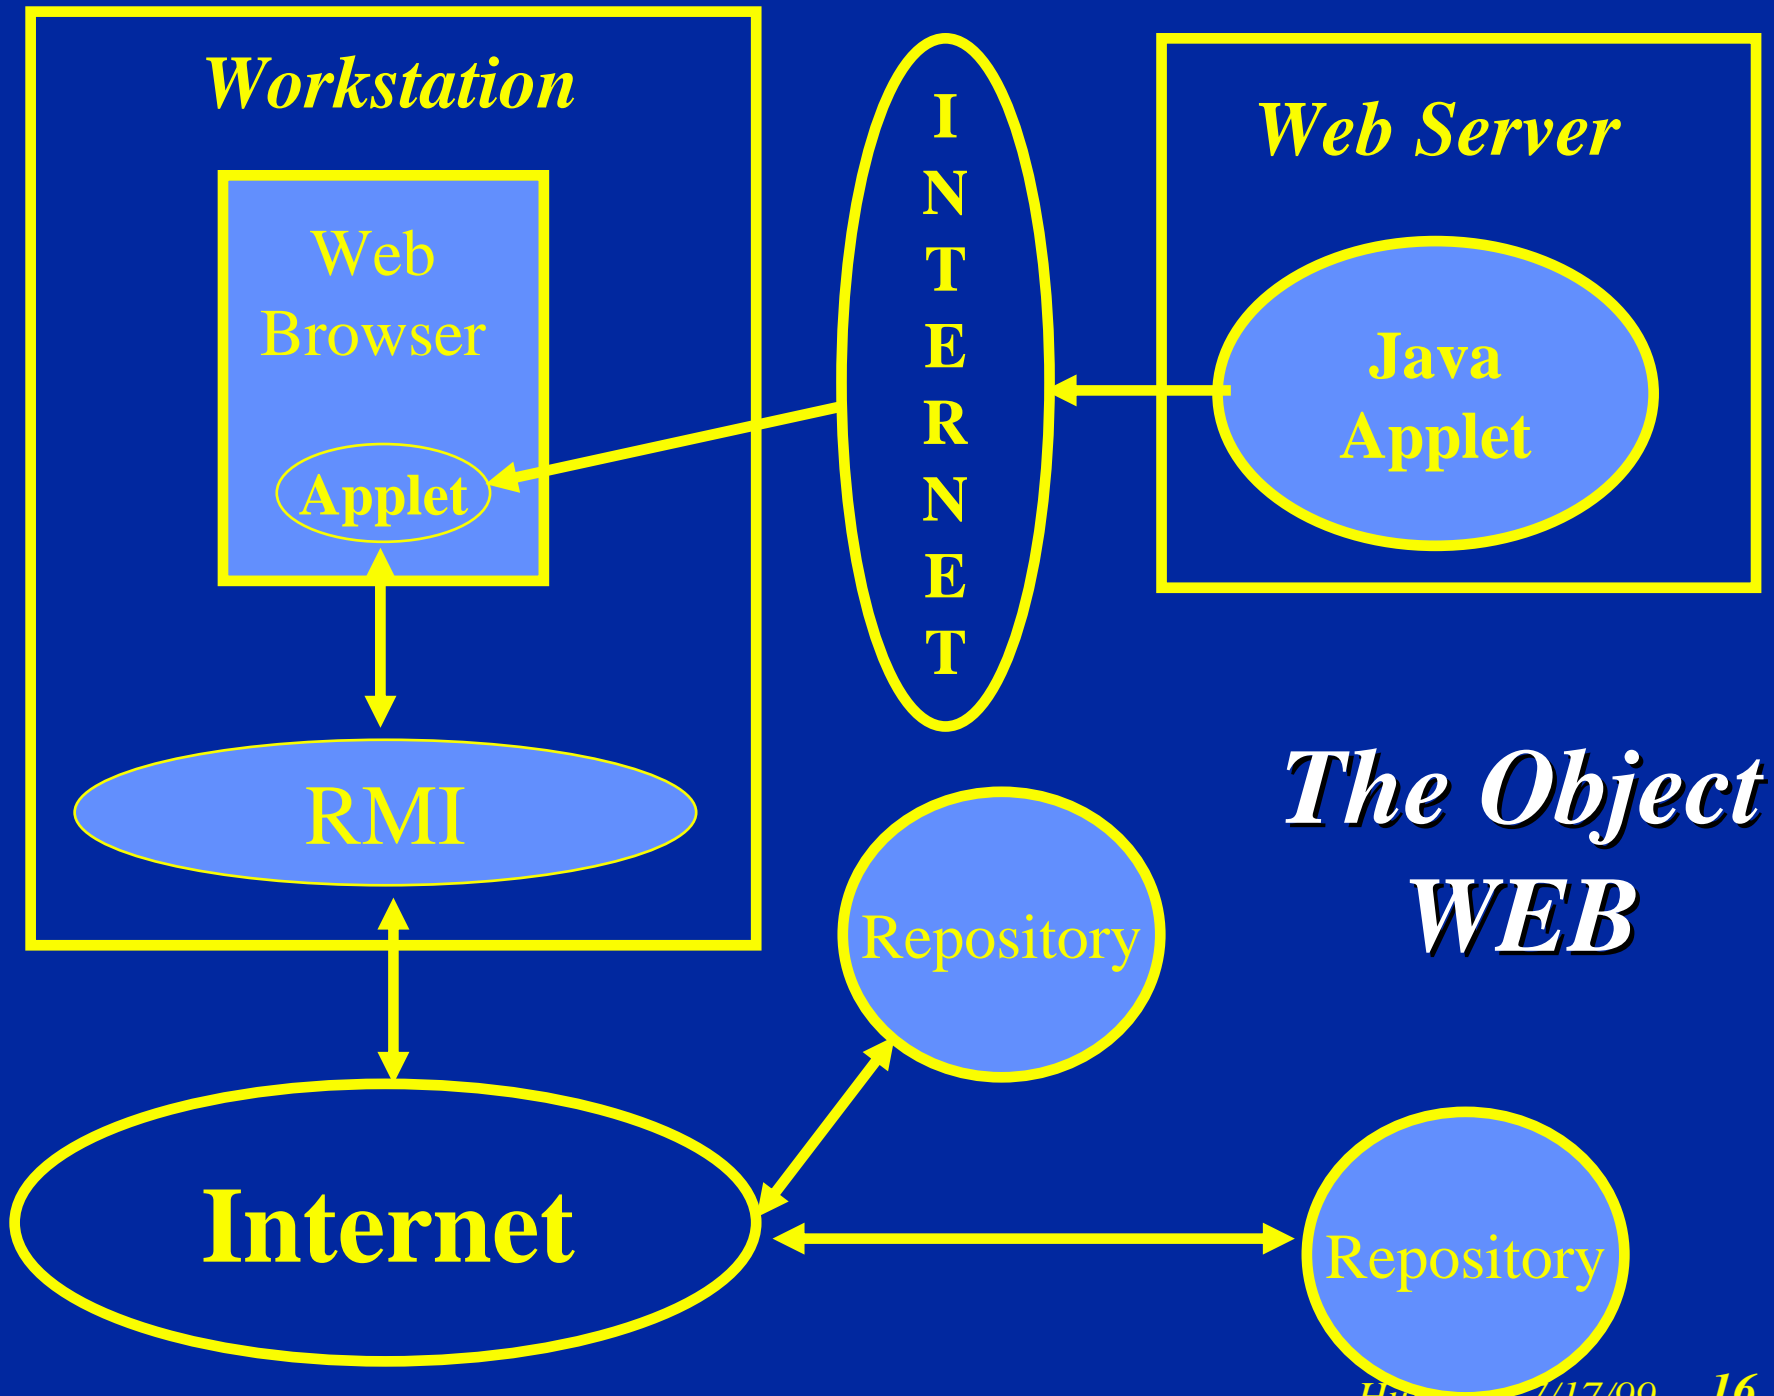 Workstation
Web
Browser
Applet
RMI
I
N
T
E
R
N
E
T
Web Server
Java
Applet
The Object
WEB
Repository
Internet
Repository
16